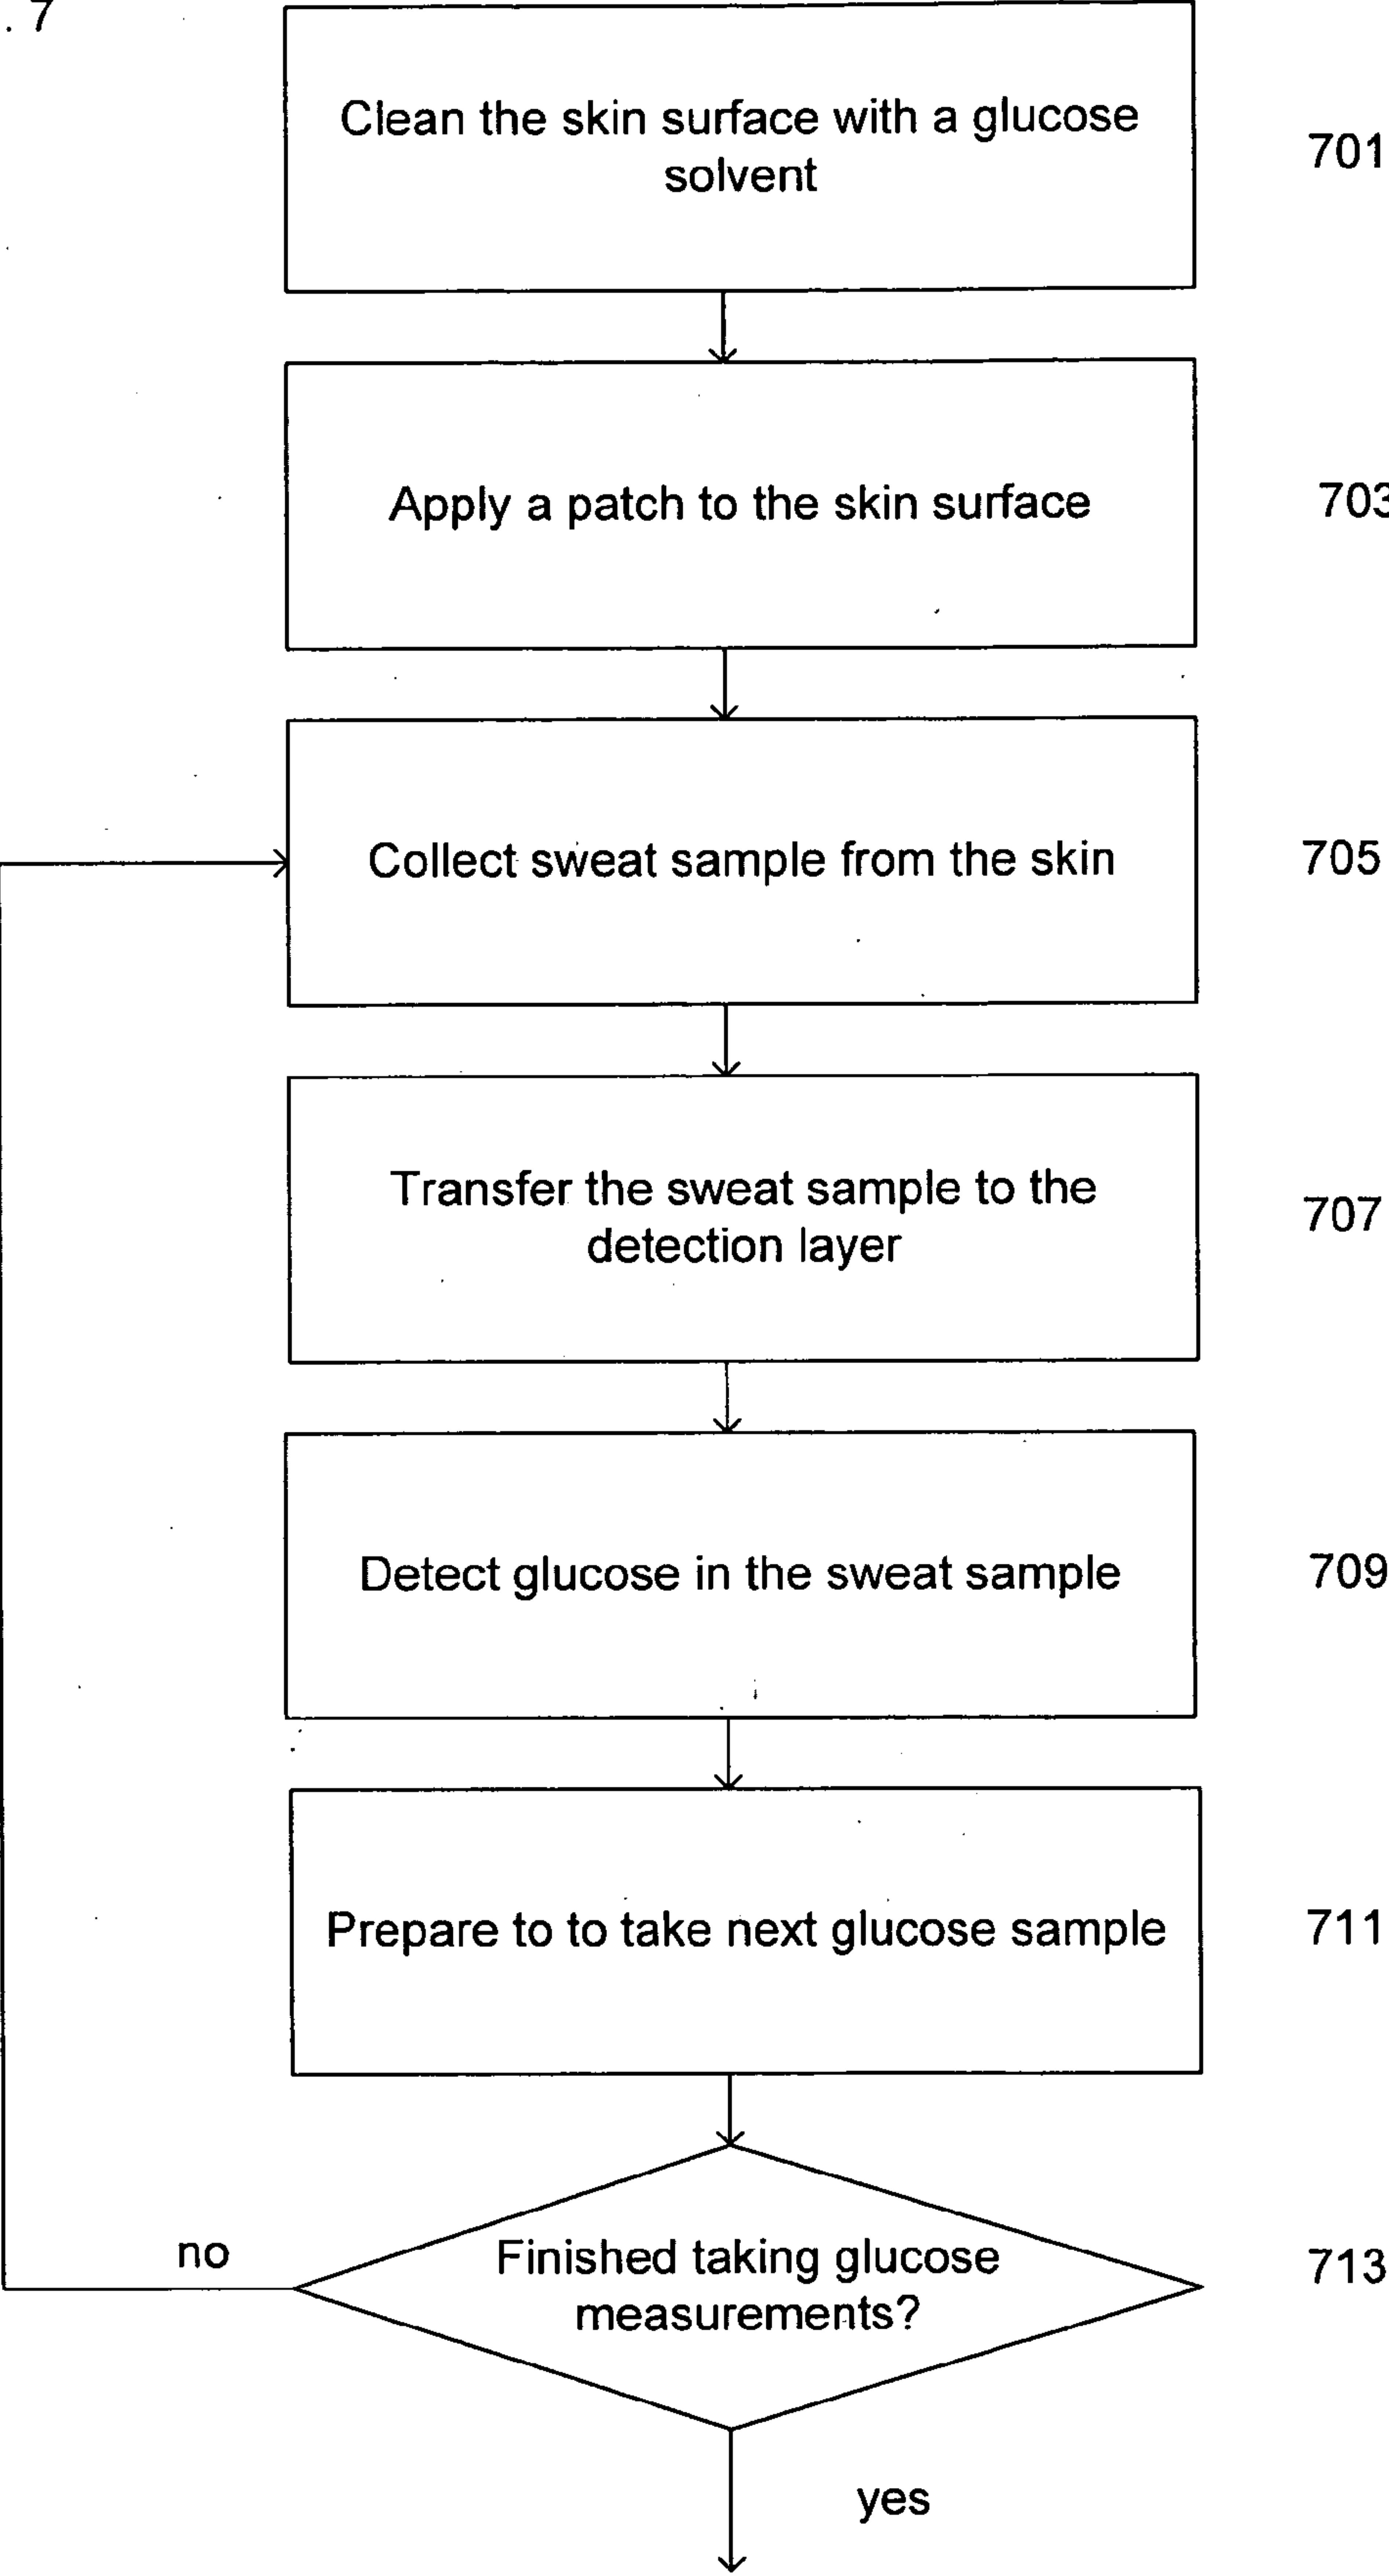 . 7
Clean the skin surface with a glucose
solvent
701
Apply a patch to the skin surface
703
Collect sweat sample from the skin
705
Transfer the sweat sample to the
detection layer
707
Detect glucose in the sweat sample
709
Prepare to to take next glucose sample
711
no
Finished taking glucose
measurements?
713
yes